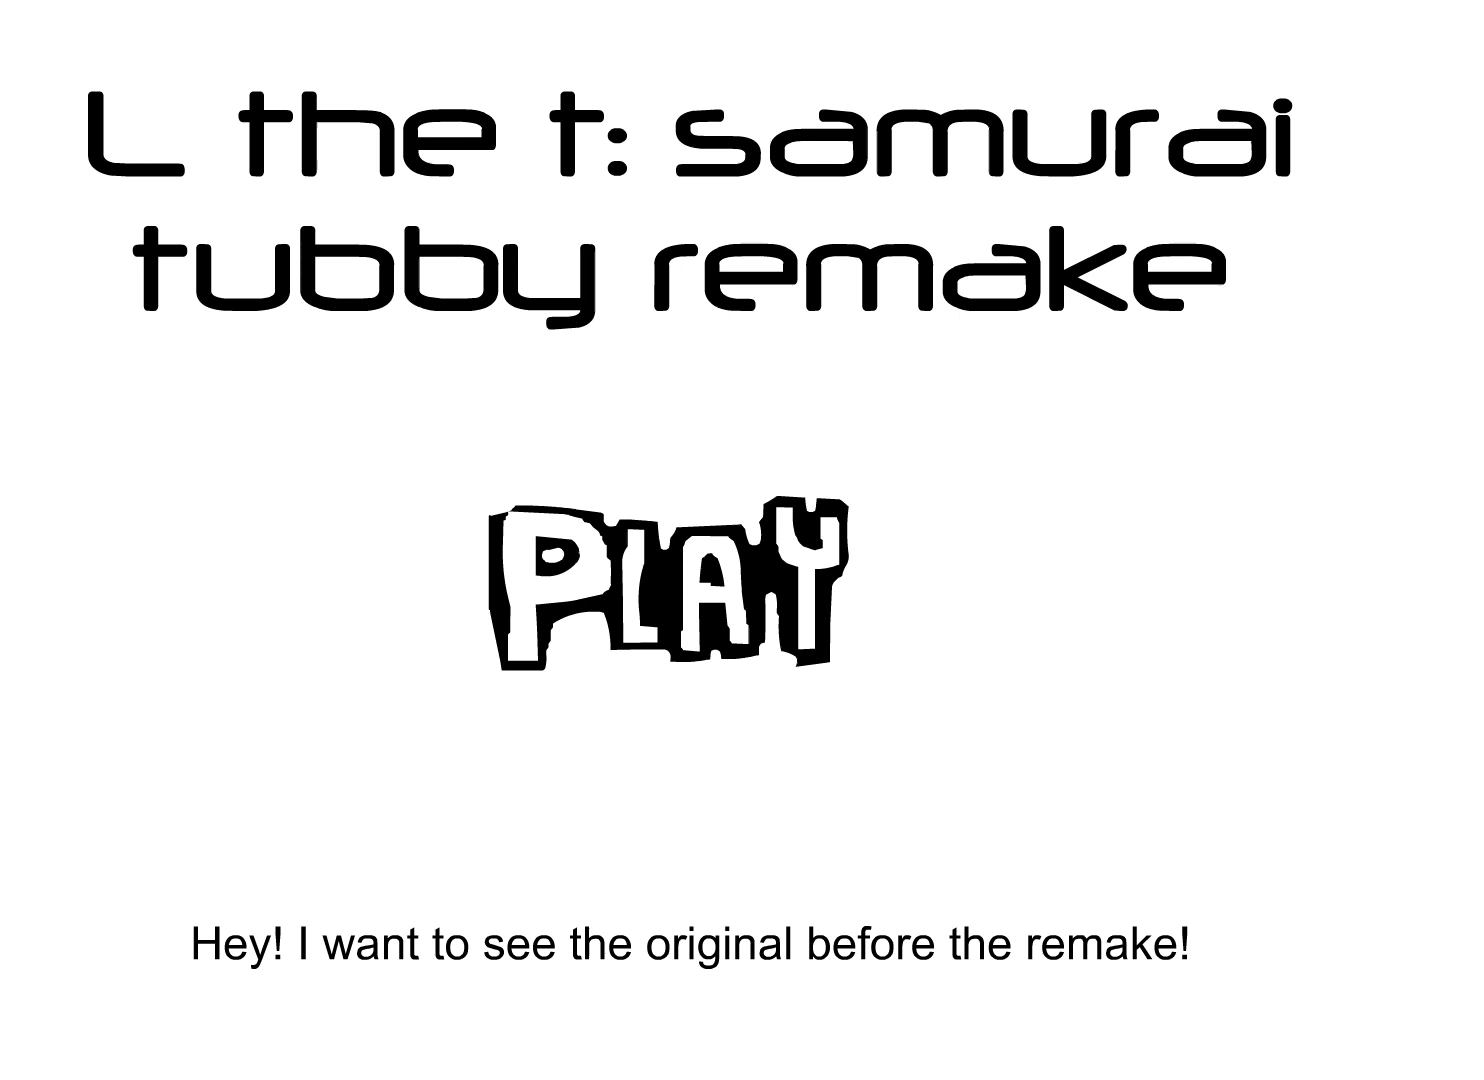 L the t: samurai
tubby remake
PLAY
Hey! I want to see the original before the remake!